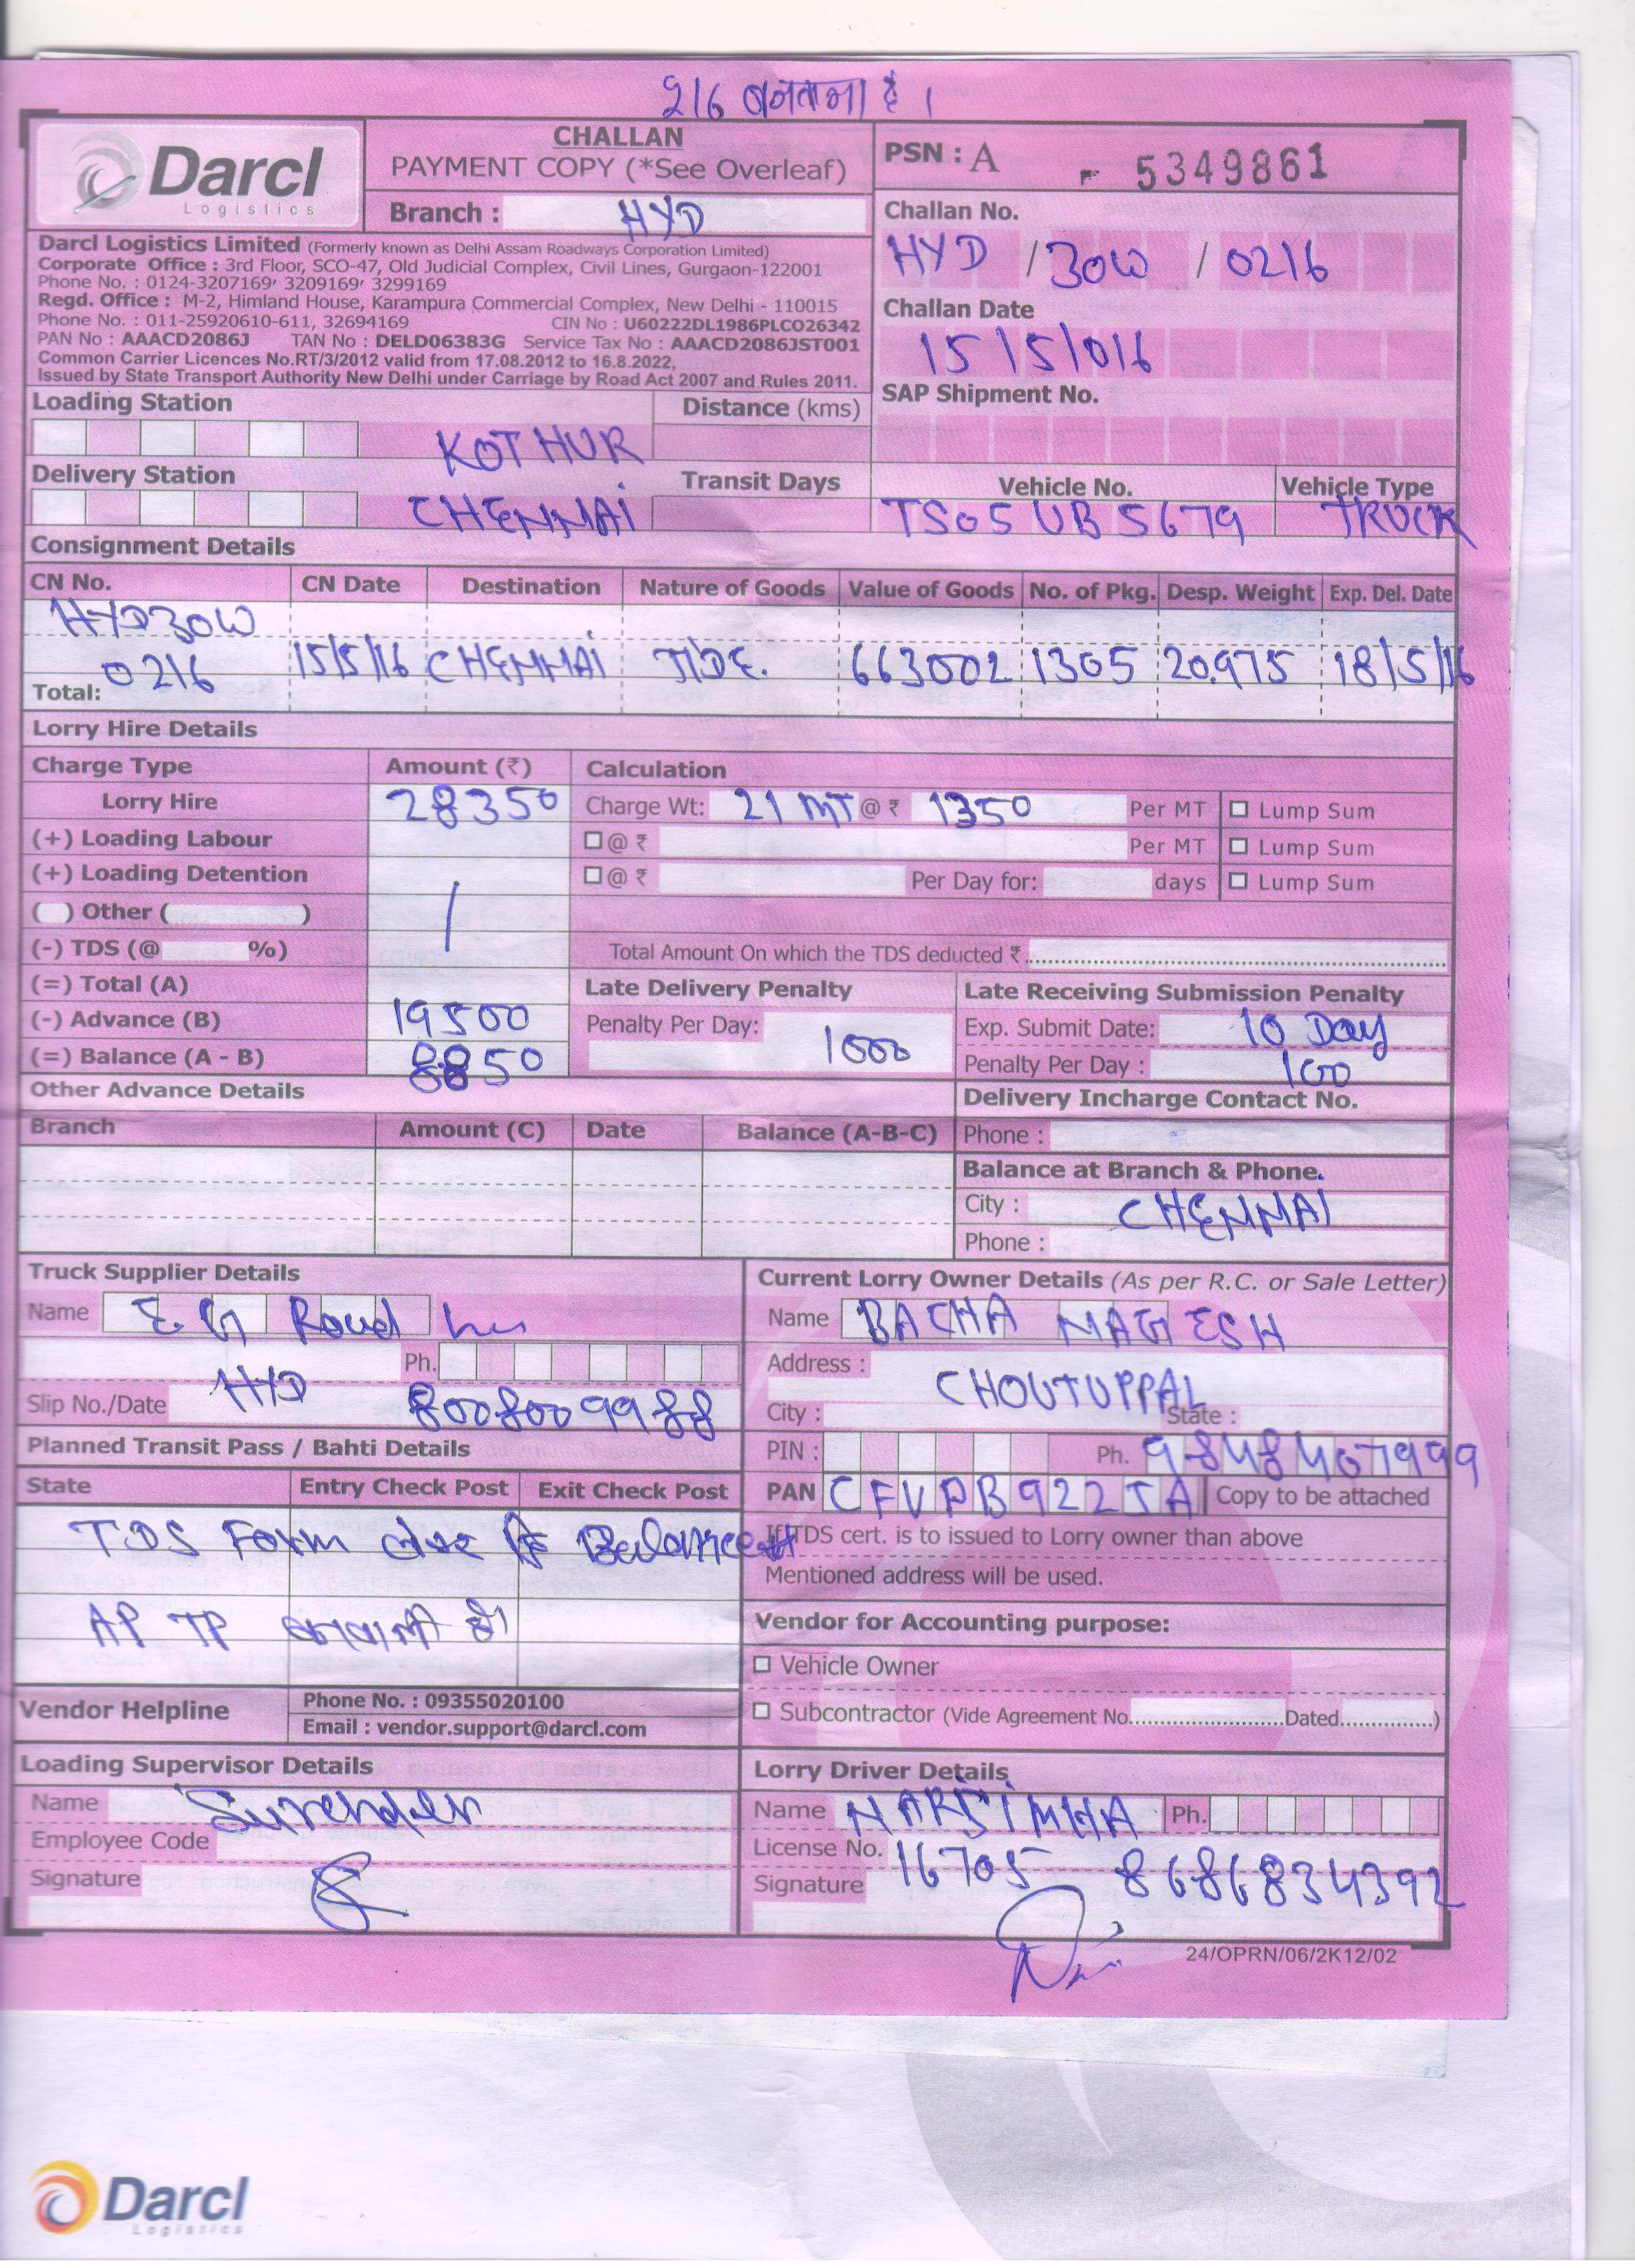 216 बनवाना है।
Darcl
Logistics
CHALLAN
PAYMENT COPY (*See Overleaf)
Branch : HYD
PSN : A 5349861
Challan No.
HYD / 30W / 0216
Challan Date
15/5/016
SAP Shipment No.
Darcl Logistics Limited (Formerly known as Delhi Assam Roadways Corporation Limited)
Corporate Office : 3rd Floor, SCO-47, Old Judicial Complex, Civil Lines, Gurgaon-122001
Phone No. : 0124-3207169, 3209169, 3299169
Regd. Office : M-2, Himland House, Karampura Commercial Complex, New Delhi - 110015
Phone No. : 011-25920610-611, 32694169 CIN No : U60222DL1986PLCO26342
PAN No : AAACD2086J TAN No : DELD06383G Service Tax No : AAACD2086JST001
Common Carrier Licences No.RT/3/2012 valid from 17.08.2012 to 16.8.2022,
Issued by State Transport Authority New Delhi under Carriage by Road Act 2007 and Rules 2011.
Loading Station KOTHUR Distance (kms)
Delivery Station CHENNAI Transit Days
Vehicle No. Vehicle Type
TS05UB5679 TRUCK
Consignment Details
CN No. CN Date Destination Nature of Goods Value of Goods No. of Pkg. Desp. Weight Exp. Del. Date
HYD30W
0216 15/5/16 CHENNAI TIDE. 663002 1305 20.975 18/5/16
Total:
Lorry Hire Details
Charge Type Amount (₹) Calculation
Lorry Hire 28350 Charge Wt: 21 MT @ ₹ 1350 Per MT Lump Sum
(+) Loading Labour @ ₹ Per MT Lump Sum
(+) Loading Detention @ ₹ Per Day for: days Lump Sum
( ) Other ( )
(-) TDS (@ %) Total Amount On which the TDS deducted ₹
(=) Total (A) Late Delivery Penalty Late Receiving Submission Penalty
(-) Advance (B) 19500 Penalty Per Day: 1000 Exp. Submit Date: 10 Day
(=) Balance (A - B) 8850 Penalty Per Day : 100
Other Advance Details Delivery Incharge Contact No.
Branch Amount (C) Date Balance (A-B-C) Phone :
Balance at Branch & Phone.
City : CHENNAI
Phone :
Truck Supplier Details
Name E G Road
Ph.
Slip No./Date HYD 8008009988
Current Lorry Owner Details (As per R.C. or Sale Letter)
Name BACHA NAGESH
Address :
CHOUTUPPAL
City : State :
PIN : Ph. 9848407999
PAN CFVPB9225A Copy to be attached
If TDS cert. is to issued to Lorry owner than above
Mentioned address will be used.
Planned Transit Pass / Bahti Details
State Entry Check Post Exit Check Post
TDS Form लेकर Balance
AP TP
Vendor for Accounting purpose:
Vehicle Owner
Subcontractor (Vide Agreement No. Dated )
Vendor Helpline Phone No. : 09355020100
Email : vendor.support@darcl.com
Loading Supervisor Details
Name Surender
Employee Code
Signature
Lorry Driver Details
Name NARSIMHA Ph.
License No. 16705 8686834392
Signature
24/OPRN/06/2K12/02
Darcl
Logistics